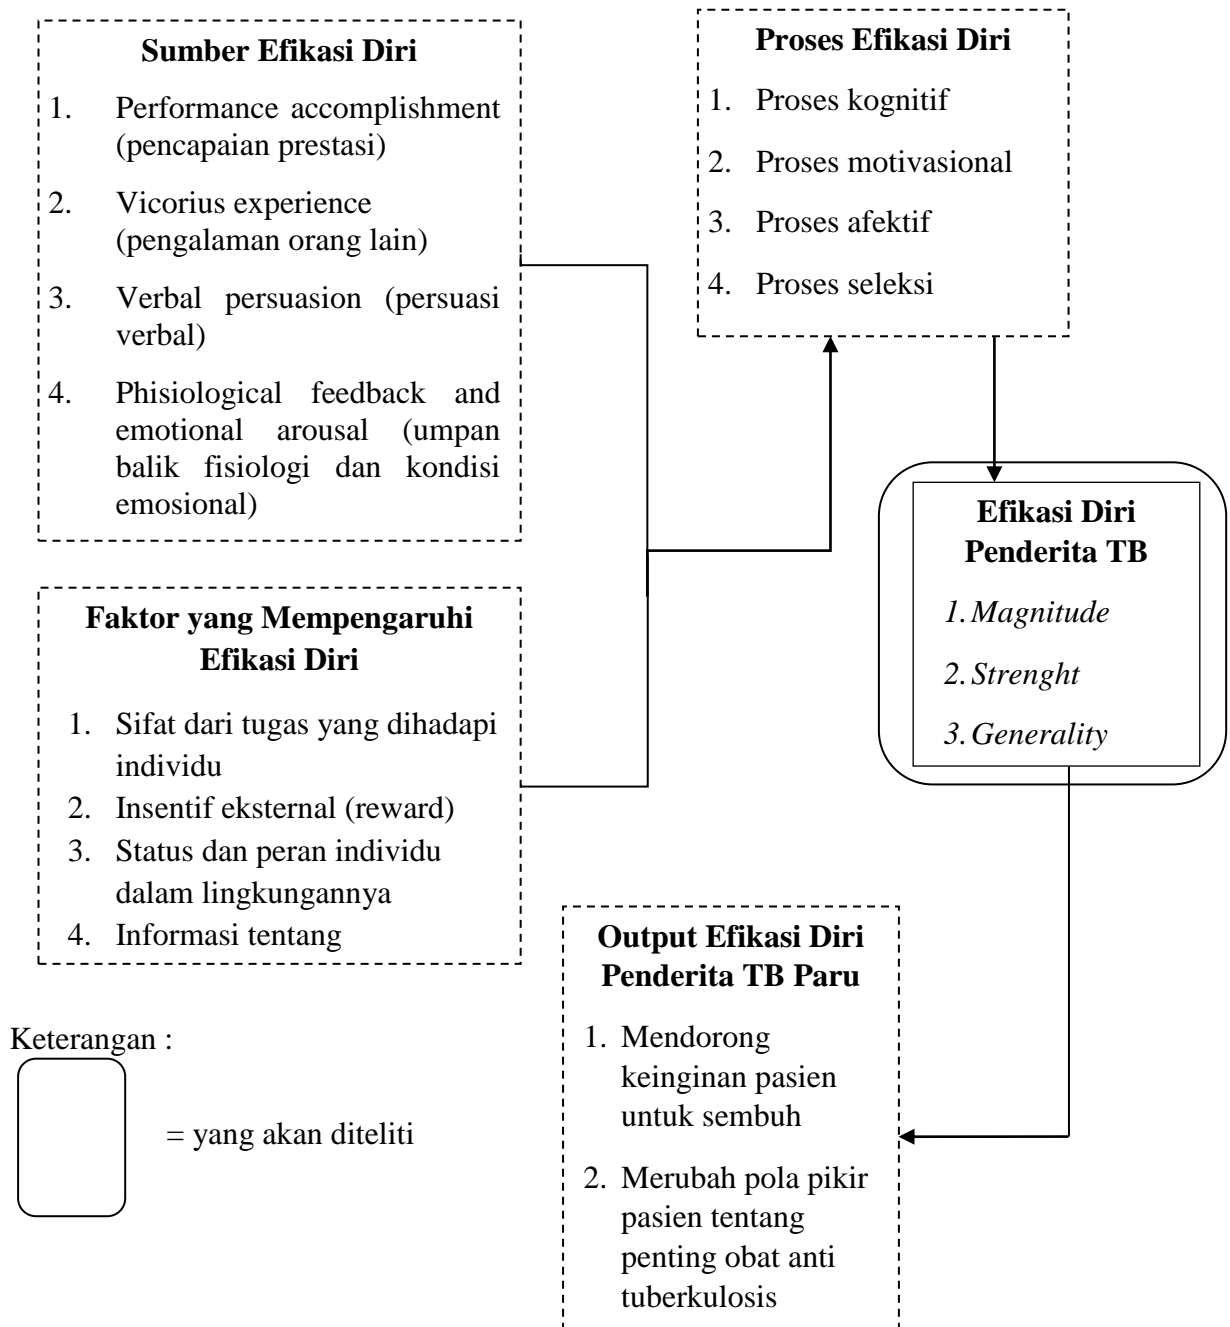 Sumber Efikasi Diri
1. Performance accomplishment
(pencapaian prestasi)
2. Vicorius experience
(pengalaman orang lain)
3. Verbal persuasion (persuasi
verbal)
4. Phisiological feedback and
emotional arousal (umpan
balik fisiologi dan kondisi
emosional)
Proses Efikasi Diri
1. Proses kognitif
2. Proses motivasional
3. Proses afektif
4. Proses seleksi
Faktor yang Mempengaruhi
Efikasi Diri
1. Sifat dari tugas yang dihadapi
individu
2. Insentif eksternal (reward)
3. Status dan peran individu
dalam lingkungannya
4. Informasi tentang
Efikasi Diri
Penderita TB
1. Magnitude
2. Strenght
3. Generality
Output Efikasi Diri
Penderita TB Paru
1. Mendorong
keinginan pasien
untuk sembuh
2. Merubah pola pikir
pasien tentang
penting obat anti
tuberkulosis
Keterangan :
= yang akan diteliti